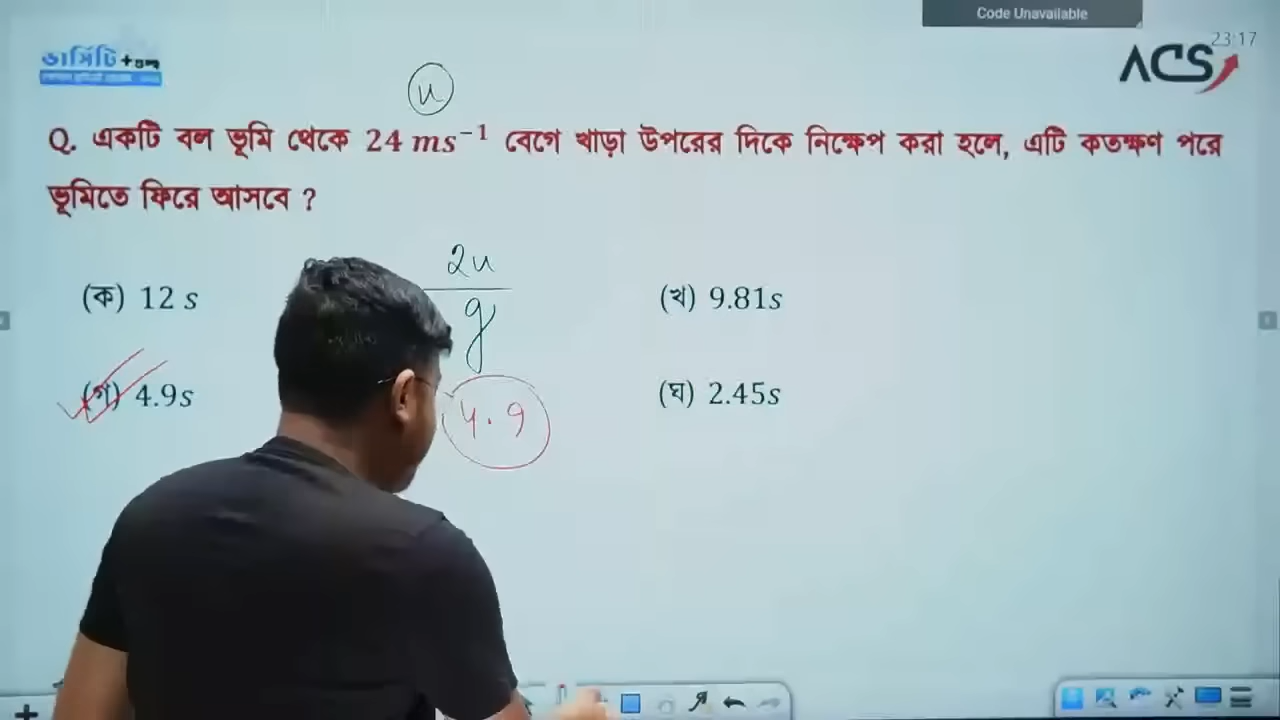 Code Unavailable
23:17
ভার্সিটি+
ACS
u
Q. একটি বল ভূমি থেকে 24 ms⁻¹ বেগে খাড়া উপরের দিকে নিক্ষেপ করা হলে, এটি কতক্ষণ পরে
ভূমিতে ফিরে আসবে ?
2u
g
(ক) 12 s
(খ) 9.81s
(গ) 4.9s
4.9
(ঘ) 2.45s